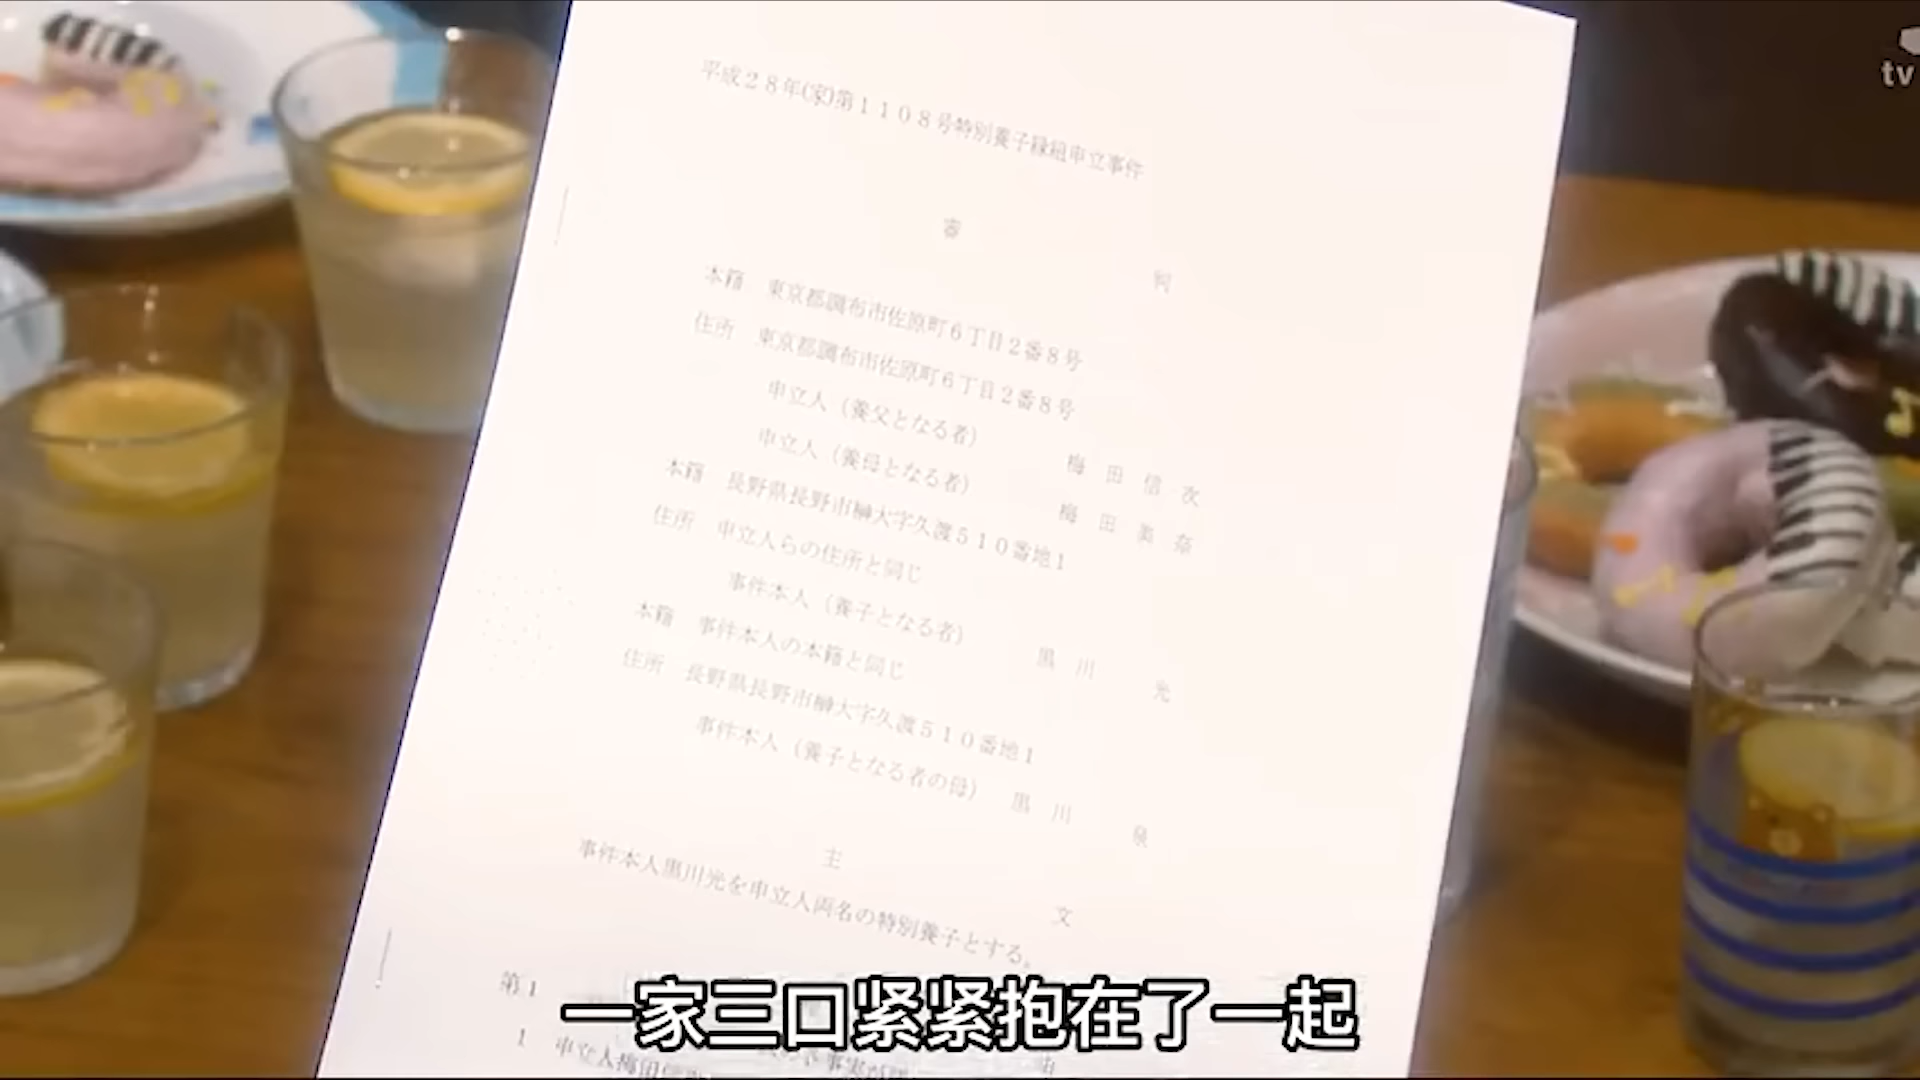 tv
平成28年(家)第1108号特別養子縁組申立事件
審 判
本籍 東京都調布市佐原町6丁目2番8号
住所 東京都調布市佐原町6丁目2番8号
申立人（養父となる者） 梅田信次
申立人（養母となる者） 梅田美奈
本籍 長野県長野市榊大字久渡510番地1
住所 申立人らの住所と同じ
事件本人（養子となる者） 黒川 光
本籍 事件本人の本籍と同じ
住所 長野県長野市榊大字久渡510番地1
事件本人（養子となる者の母） 黒川 泉
主 文
事件本人黒川光を申立人両名の特別養子とする。
第1
1 申立人梅田
一家三口紧紧抱在了一起